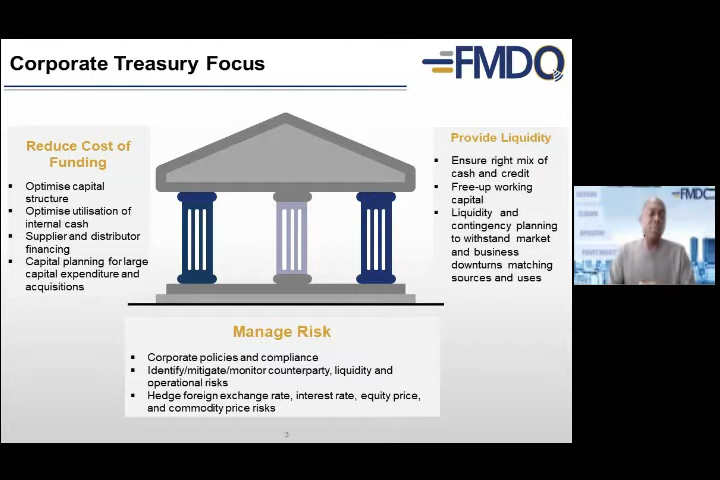 Corporate Treasury Focus
FMDQ
Reduce Cost of
Funding
▪ Optimise capital
structure
▪ Optimise utilisation of
internal cash
▪ Supplier and distributor
financing
▪ Capital planning for large
capital expenditure and
acquisitions
Provide Liquidity
▪ Ensure right mix of
cash and credit
▪ Free-up working
capital
▪ Liquidity and
contingency planning
to withstand market
and business
downturns matching
sources and uses
FMDQ
Manage Risk
▪ Corporate policies and compliance
▪ Identify/mitigate/monitor counterparty, liquidity and
operational risks
▪ Hedge foreign exchange rate, interest rate, equity price,
and commodity price risks
3